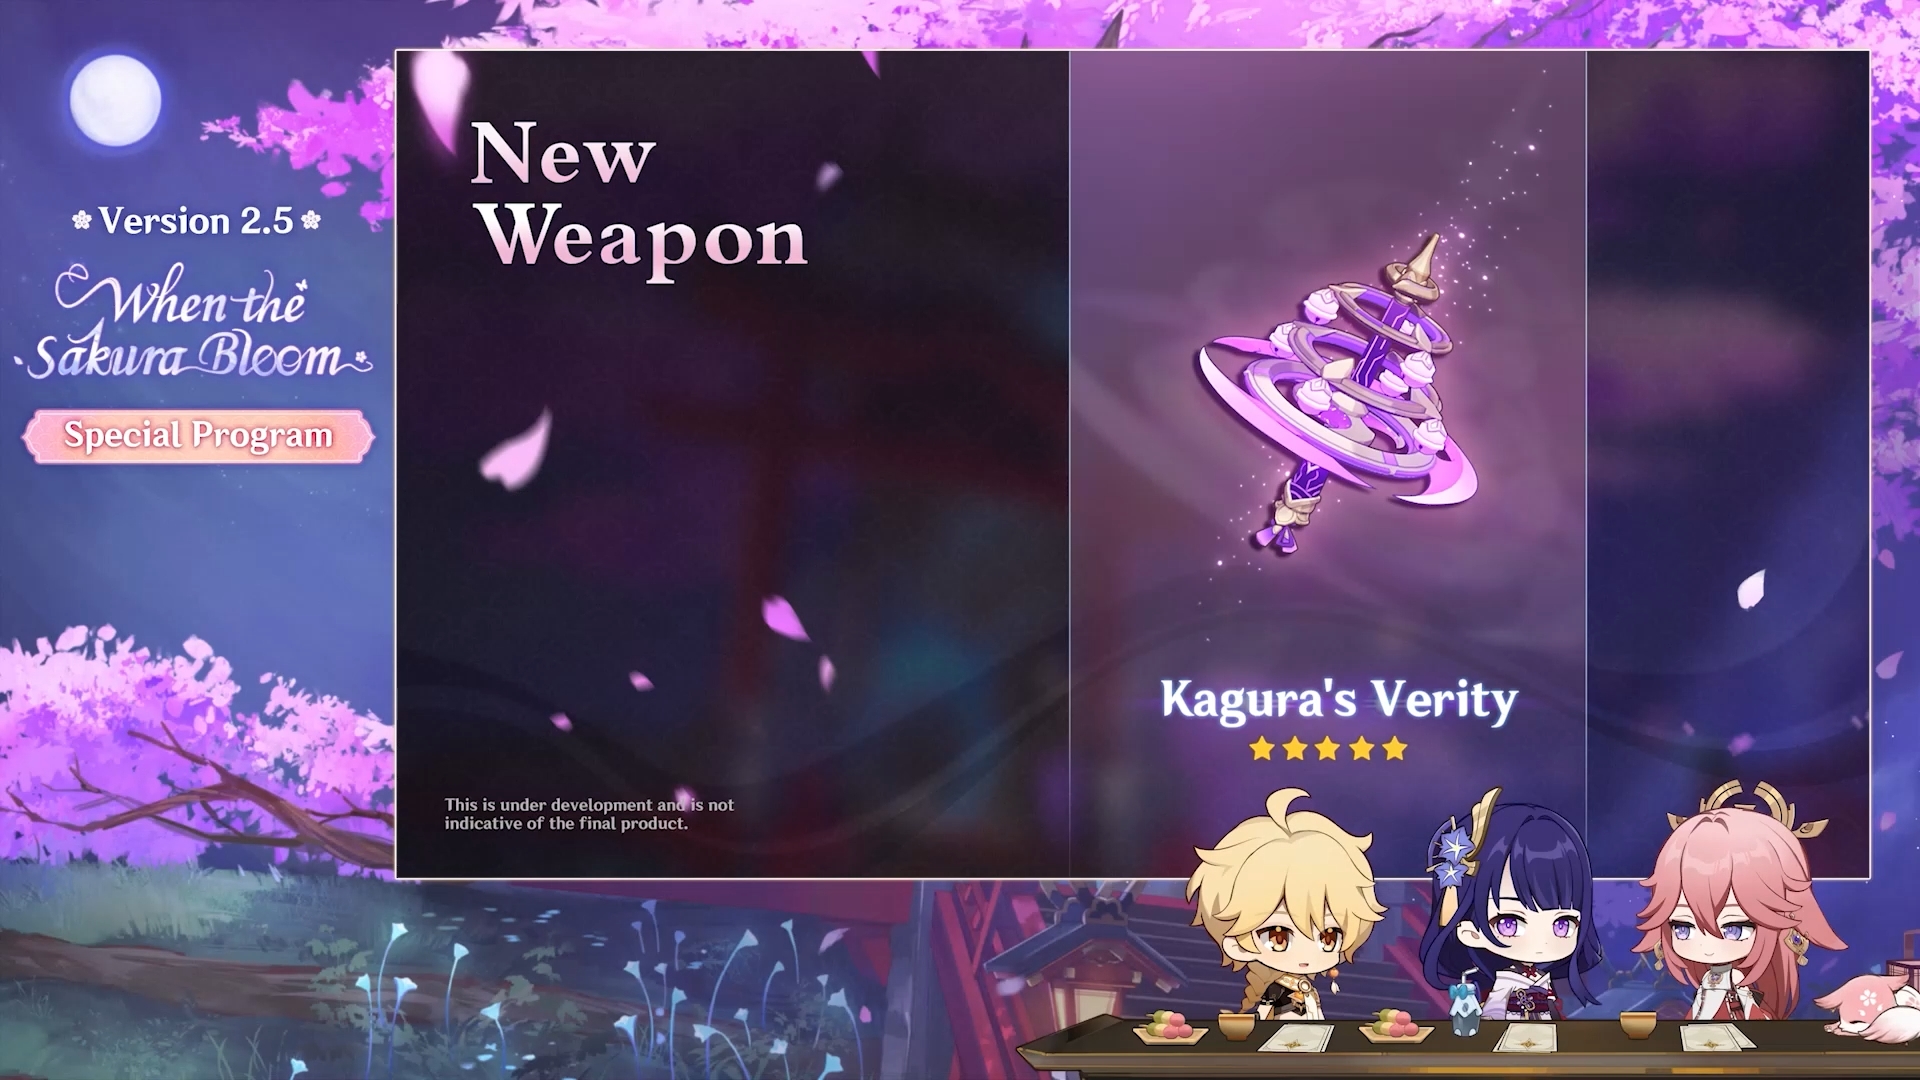 Version 2.5
When the
Sakura Bloom
Special Program
New
Weapon
Kagura's Verity
This is under development and is not
indicative of the final product.